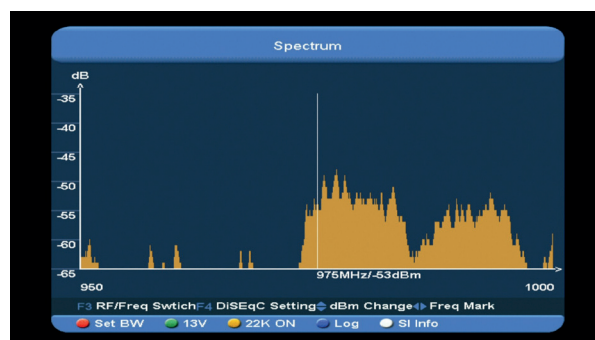 Spectrum
dB
-35
-40
-45
-50
-55
-60
-65
975MHz/-53dBm
950
1000
F3 RF/Freq Swtich F4 DiSEqC Setting dBm Change Freq Mark
Set BW 13V 22K ON Log SI Info